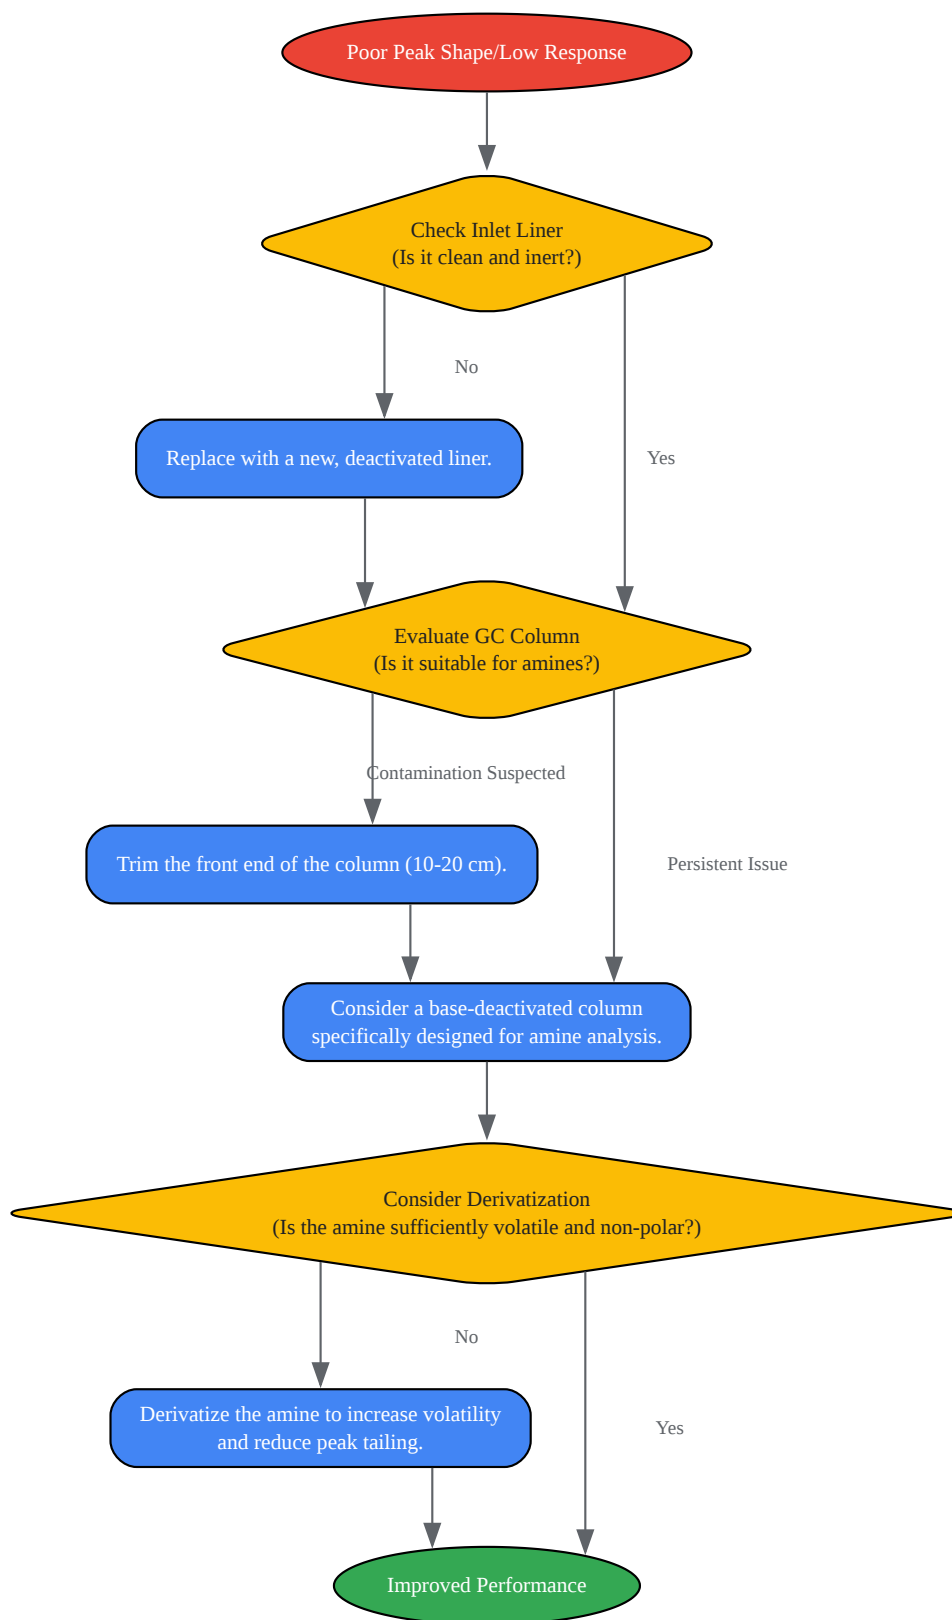 Poor Peak Shape/Low Response
Check Inlet Liner
(Is it clean and inert?)
No
Replace with a new, deactivated liner.
Yes
Evaluate GC Column
(Is it suitable for amines?)
Contamination Suspected
Trim the front end of the column (10-20 cm).
Persistent Issue
Consider a base-deactivated column
specifically designed for amine analysis.
Consider Derivatization
(Is the amine sufficiently volatile and non-polar?)
No
Derivatize the amine to increase volatility
and reduce peak tailing.
Yes
Improved Performance